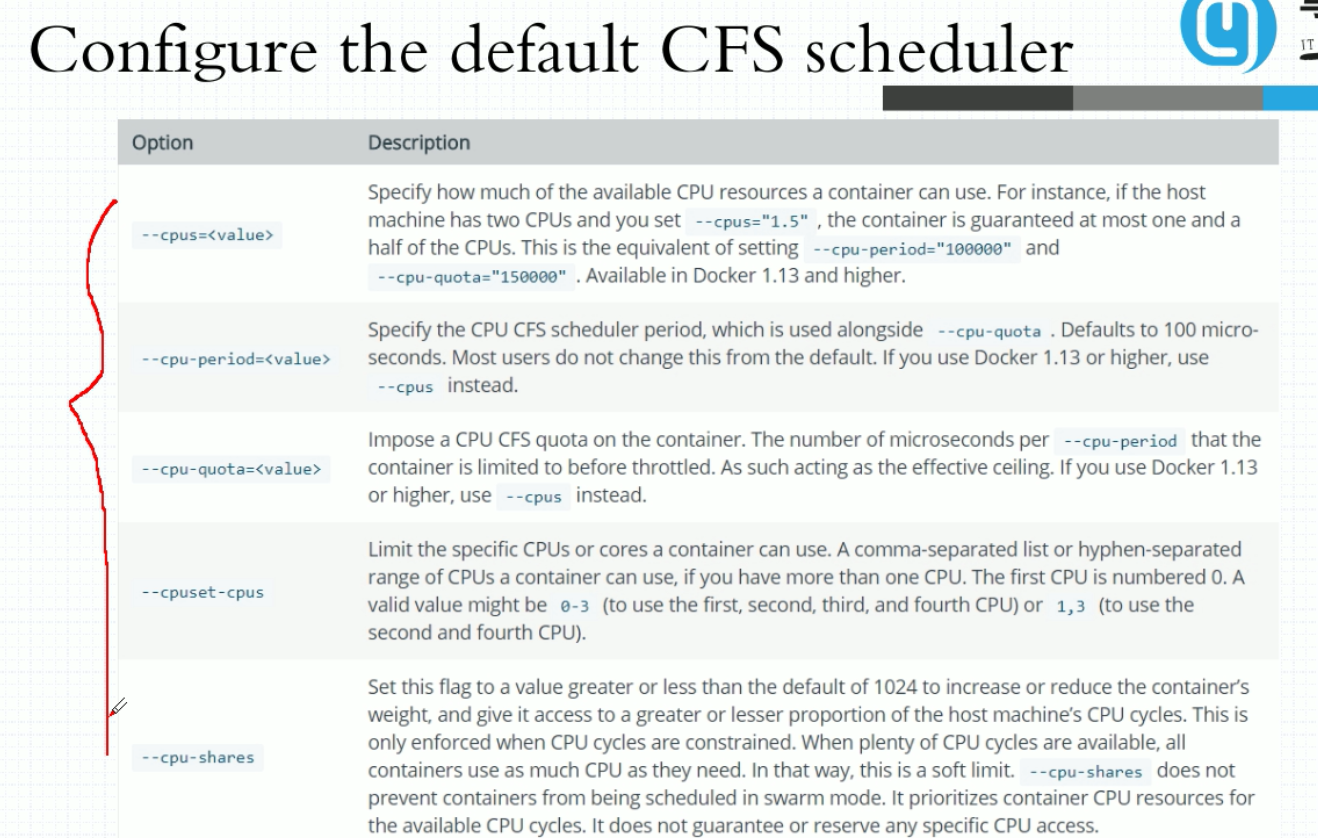 Configure the default CFS scheduler
IT
Option Description
--cpus=<value>
Specify how much of the available CPU resources a container can use. For instance, if the host
machine has two CPUs and you set --cpus="1.5" , the container is guaranteed at most one and a
half of the CPUs. This is the equivalent of setting --cpu-period="100000" and
--cpu-quota="150000" . Available in Docker 1.13 and higher.
--cpu-period=<value>
Specify the CPU CFS scheduler period, which is used alongside --cpu-quota . Defaults to 100 micro-
seconds. Most users do not change this from the default. If you use Docker 1.13 or higher, use
--cpus instead.
--cpu-quota=<value>
Impose a CPU CFS quota on the container. The number of microseconds per --cpu-period that the
container is limited to before throttled. As such acting as the effective ceiling. If you use Docker 1.13
or higher, use --cpus instead.
--cpuset-cpus
Limit the specific CPUs or cores a container can use. A comma-separated list or hyphen-separated
range of CPUs a container can use, if you have more than one CPU. The first CPU is numbered 0. A
valid value might be 0-3 (to use the first, second, third, and fourth CPU) or 1,3 (to use the
second and fourth CPU).
--cpu-shares
Set this flag to a value greater or less than the default of 1024 to increase or reduce the container’s
weight, and give it access to a greater or lesser proportion of the host machine’s CPU cycles. This is
only enforced when CPU cycles are constrained. When plenty of CPU cycles are available, all
containers use as much CPU as they need. In that way, this is a soft limit. --cpu-shares does not
prevent containers from being scheduled in swarm mode. It prioritizes container CPU resources for
the available CPU cycles. It does not guarantee or reserve any specific CPU access.